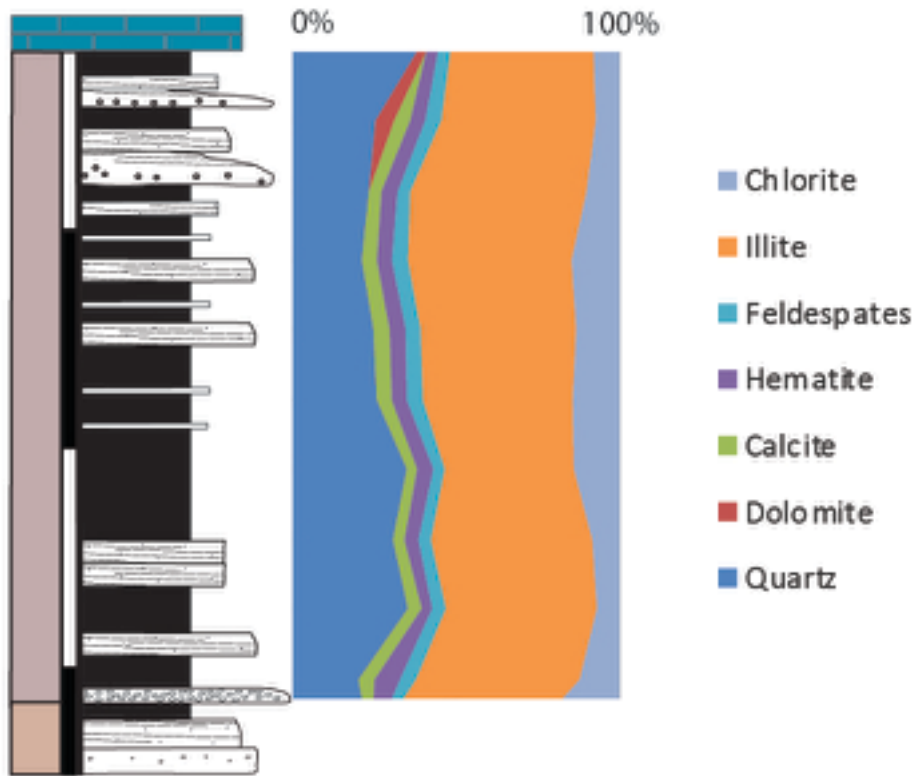 0% 100%
Chlorite
Illite
Feldespates
Hematite
Calcite
Dolomite
Quartz